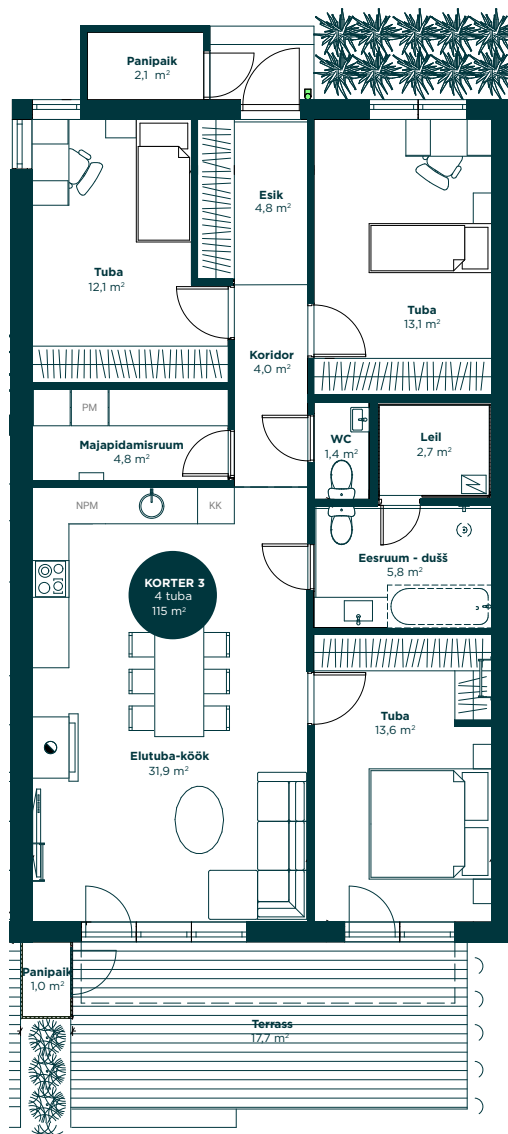 Panipaik
2,1 m²
Esik
4,8 m²
Tuba
12,1 m²
Tuba
13,1 m²
Koridor
4,0 m²
PM
Majapidamisruum
4,8 m²
WC
1,4 m²
Leil
2,7 m²
NPM
KK
Eesruum - dušš
5,8 m²
KORTER 3
4 tuba
115 m²
Tuba
13,6 m²
Elutuba-köök
31,9 m²
Panipaik
1,0 m²
Terrass
17,7 m²